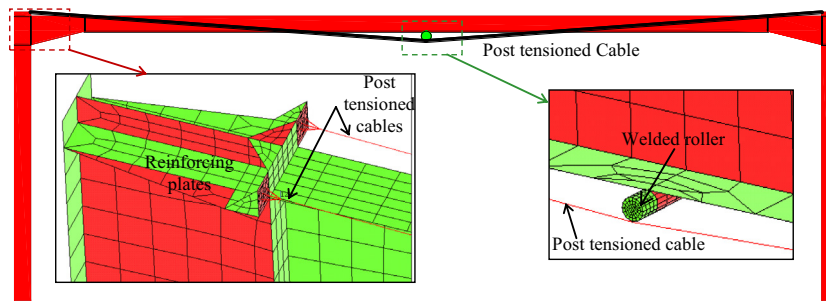 Post tensioned Cable
Post
tensioned
cables
Reinforcing
plates
Welded roller
Post tensioned cable